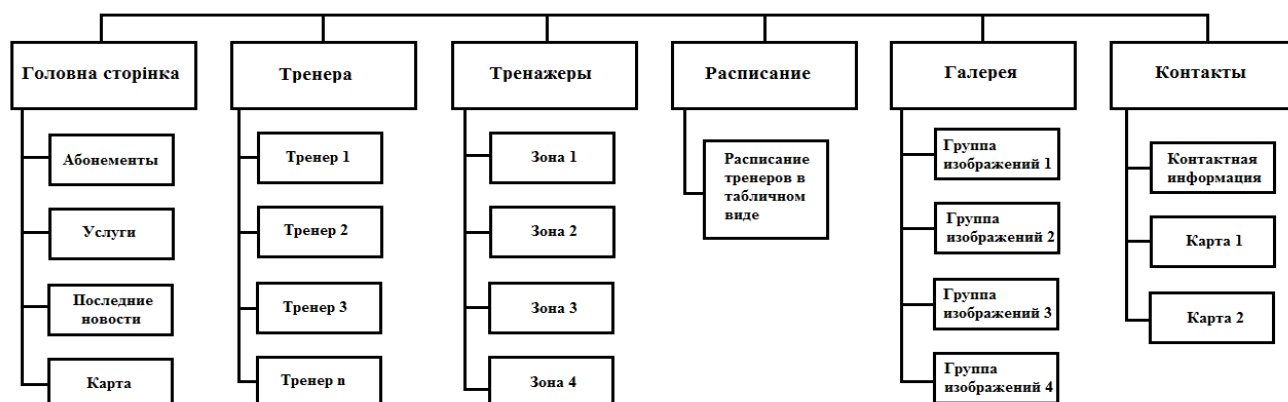 Головна сторінка
Тренера
Тренажеры
Расписание
Галерея
Контакты
Абонементы
Услуги
Последние
новости
Карта
Тренер 1
Тренер 2
Тренер 3
Тренер n
Зона 1
Зона 2
Зона 3
Зона 4
Расписание
тренеров в
табличном
виде
Группа
изображений 1
Группа
изображений 2
Группа
изображений 3
Группа
изображений 4
Контактная
информация
Карта 1
Карта 2